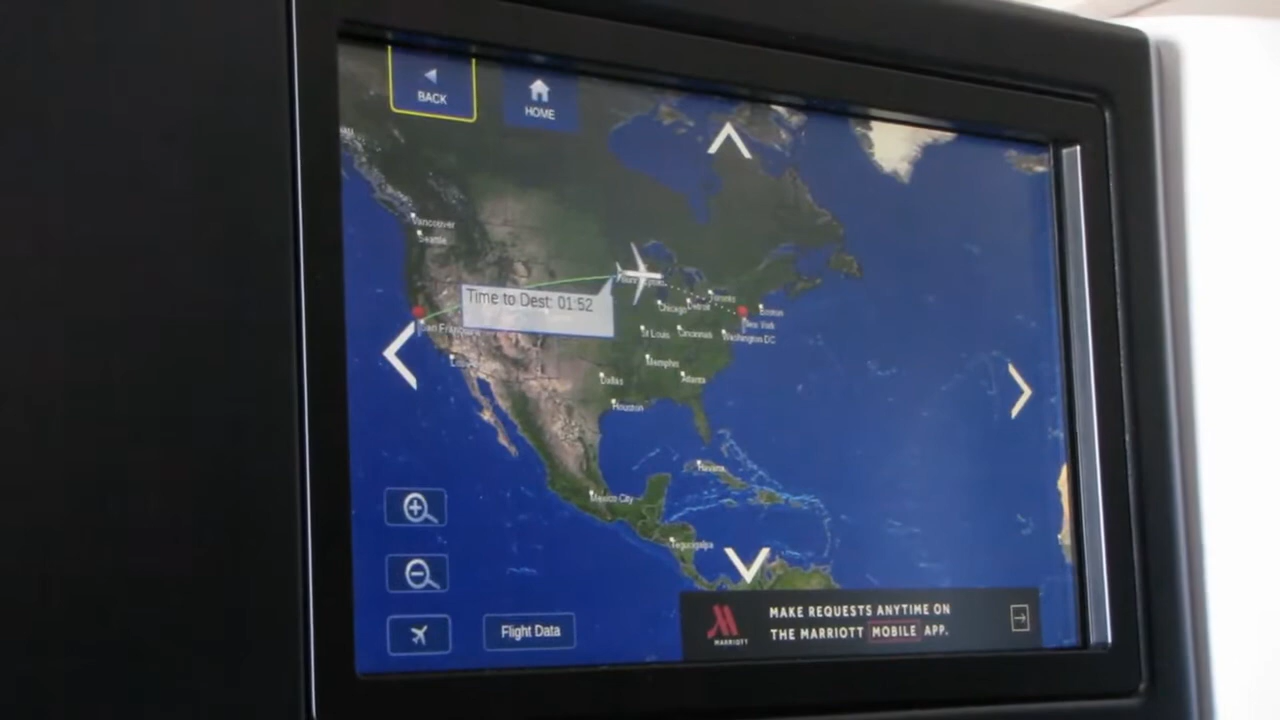 BACK
HOME
Vancouver
Seattle
Time to Dest: 01:52
Toronto
Chicago
Detroit
Boston
New York
St Louis
Cincinnati
Washington DC
Memphis
Dallas
Atlanta
Houston
Havana
Mexico City
Tegucigalpa
Flight Data
MARRIOTT
MAKE REQUESTS ANYTIME ON
THE MARRIOTT MOBILE APP.